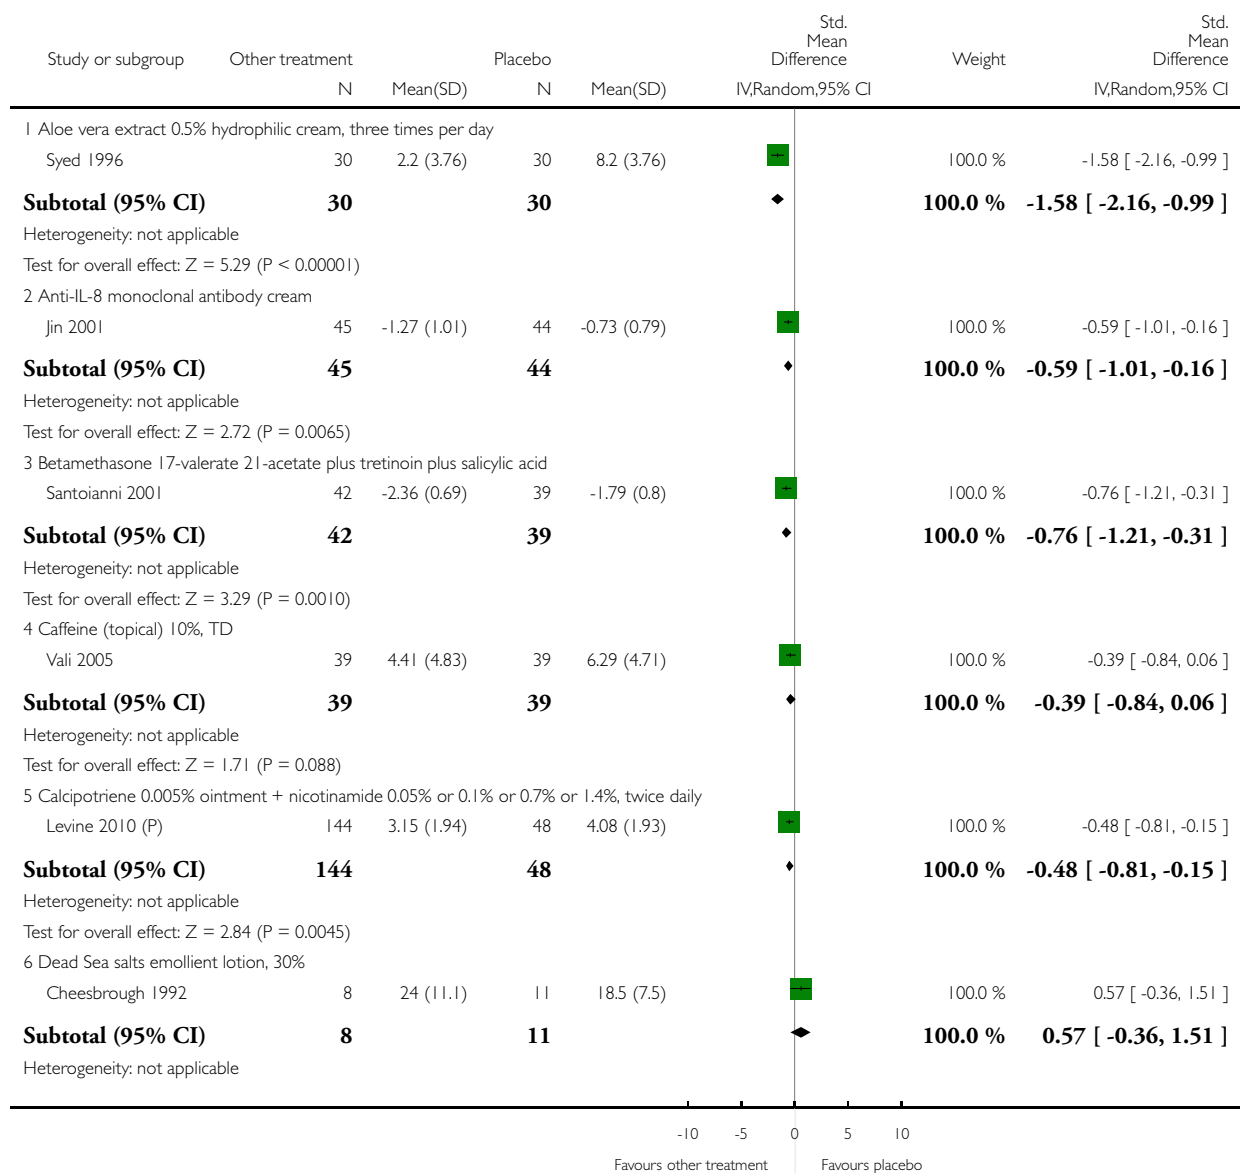 Study or subgroup Other treatment Placebo Std. Mean Difference Weight Std. Mean Difference
N Mean(SD) N Mean(SD) IV,Random,95% CI IV,Random,95% CI
1 Aloe vera extract 0.5% hydrophilic cream, three times per day
Syed 1996 30 2.2 (3.76) 30 8.2 (3.76) 100.0 % -1.58 [ -2.16, -0.99 ]
Subtotal (95% CI) 30 30 100.0 % -1.58 [ -2.16, -0.99 ]
Heterogeneity: not applicable
Test for overall effect: Z = 5.29 (P < 0.00001)
2 Anti-IL-8 monoclonal antibody cream
Jin 2001 45 -1.27 (1.01) 44 -0.73 (0.79) 100.0 % -0.59 [ -1.01, -0.16 ]
Subtotal (95% CI) 45 44 100.0 % -0.59 [ -1.01, -0.16 ]
Heterogeneity: not applicable
Test for overall effect: Z = 2.72 (P = 0.0065)
3 Betamethasone 17-valerate 21-acetate plus tretinoin plus salicylic acid
Santoianni 2001 42 -2.36 (0.69) 39 -1.79 (0.8) 100.0 % -0.76 [ -1.21, -0.31 ]
Subtotal (95% CI) 42 39 100.0 % -0.76 [ -1.21, -0.31 ]
Heterogeneity: not applicable
Test for overall effect: Z = 3.29 (P = 0.0010)
4 Caffeine (topical) 10%, TD
Vali 2005 39 4.41 (4.83) 39 6.29 (4.71) 100.0 % -0.39 [ -0.84, 0.06 ]
Subtotal (95% CI) 39 39 100.0 % -0.39 [ -0.84, 0.06 ]
Heterogeneity: not applicable
Test for overall effect: Z = 1.71 (P = 0.088)
5 Calcipotriene 0.005% ointment + nicotinamide 0.05% or 0.1% or 0.7% or 1.4%, twice daily
Levine 2010 (P) 144 3.15 (1.94) 48 4.08 (1.93) 100.0 % -0.48 [ -0.81, -0.15 ]
Subtotal (95% CI) 144 48 100.0 % -0.48 [ -0.81, -0.15 ]
Heterogeneity: not applicable
Test for overall effect: Z = 2.84 (P = 0.0045)
6 Dead Sea salts emollient lotion, 30%
Cheesbrough 1992 8 24 (11.1) 11 18.5 (7.5) 100.0 % 0.57 [ -0.36, 1.51 ]
Subtotal (95% CI) 8 11 100.0 % 0.57 [ -0.36, 1.51 ]
Heterogeneity: not applicable
-10 -5 0 5 10
Favours other treatment Favours placebo